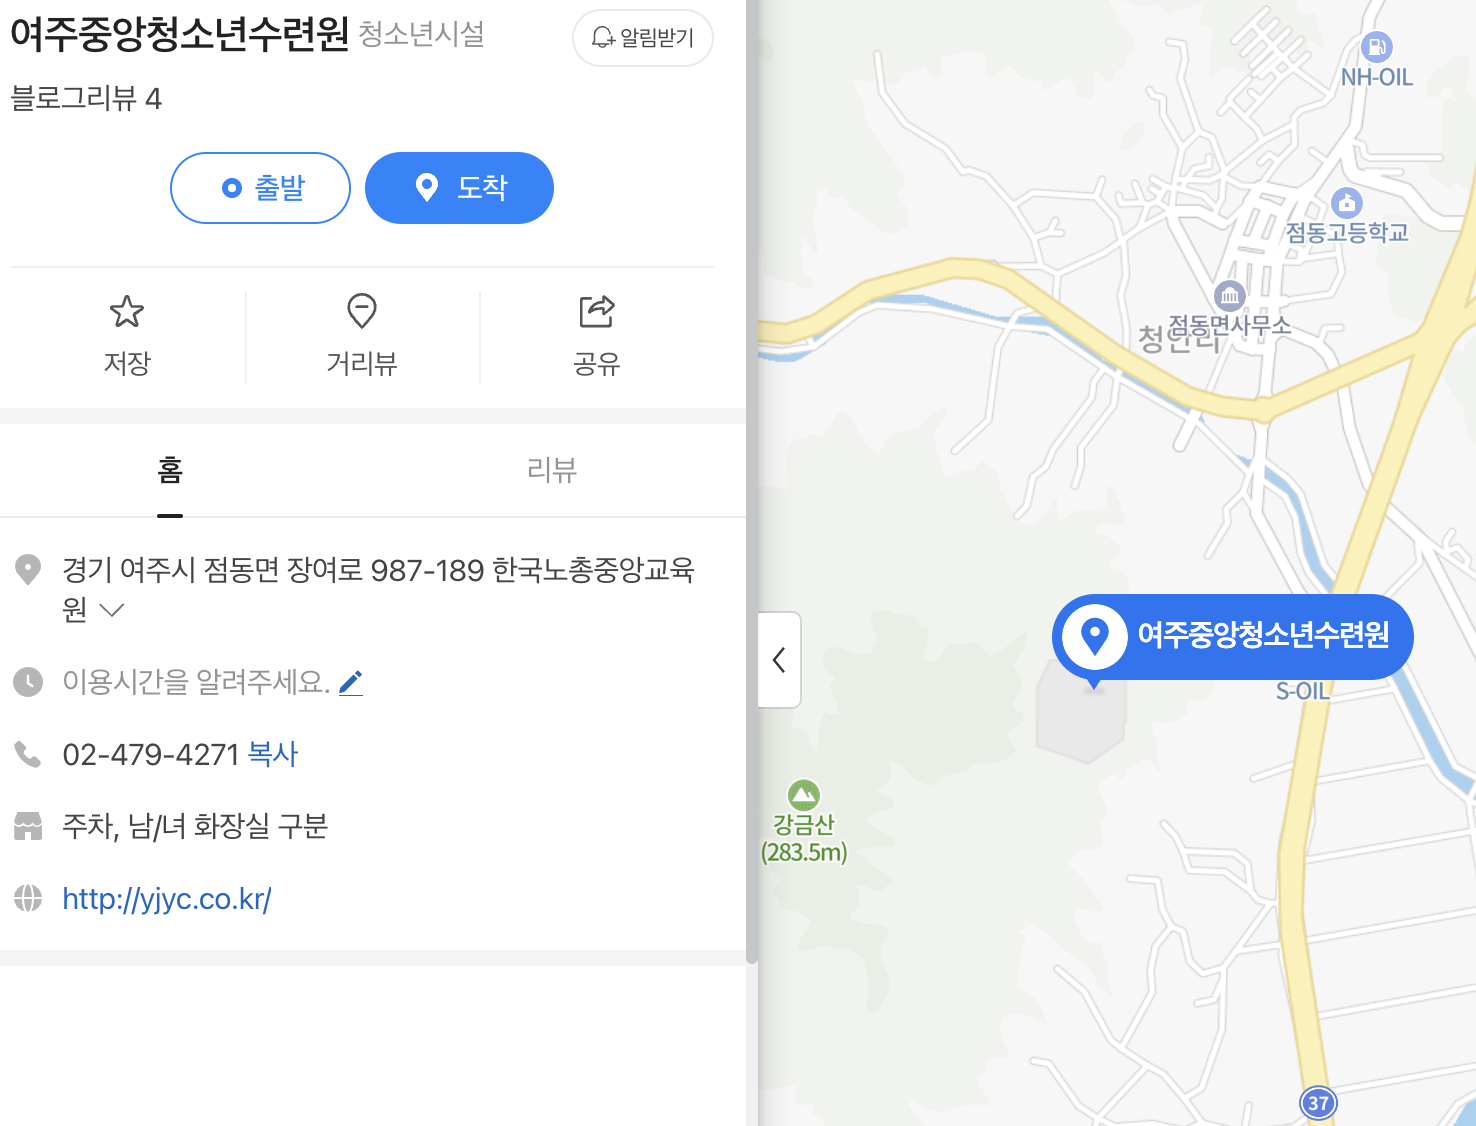 여주중앙청소년수련원 청소년시설
알림받기
블로그리뷰 4
출발
도착
저장
거리뷰
공유
홈
리뷰
경기 여주시 점동면 장여로 987-189 한국노총중앙교육
원
이용시간을 알려주세요.
02-479-4271 복사
주차, 남/녀 화장실 구분
http://yjyc.co.kr/
NH-OIL
점동고등학교
점동면사무소
청안리
여주중앙청소년수련원
S-OIL
강금산
(283.5m)
37